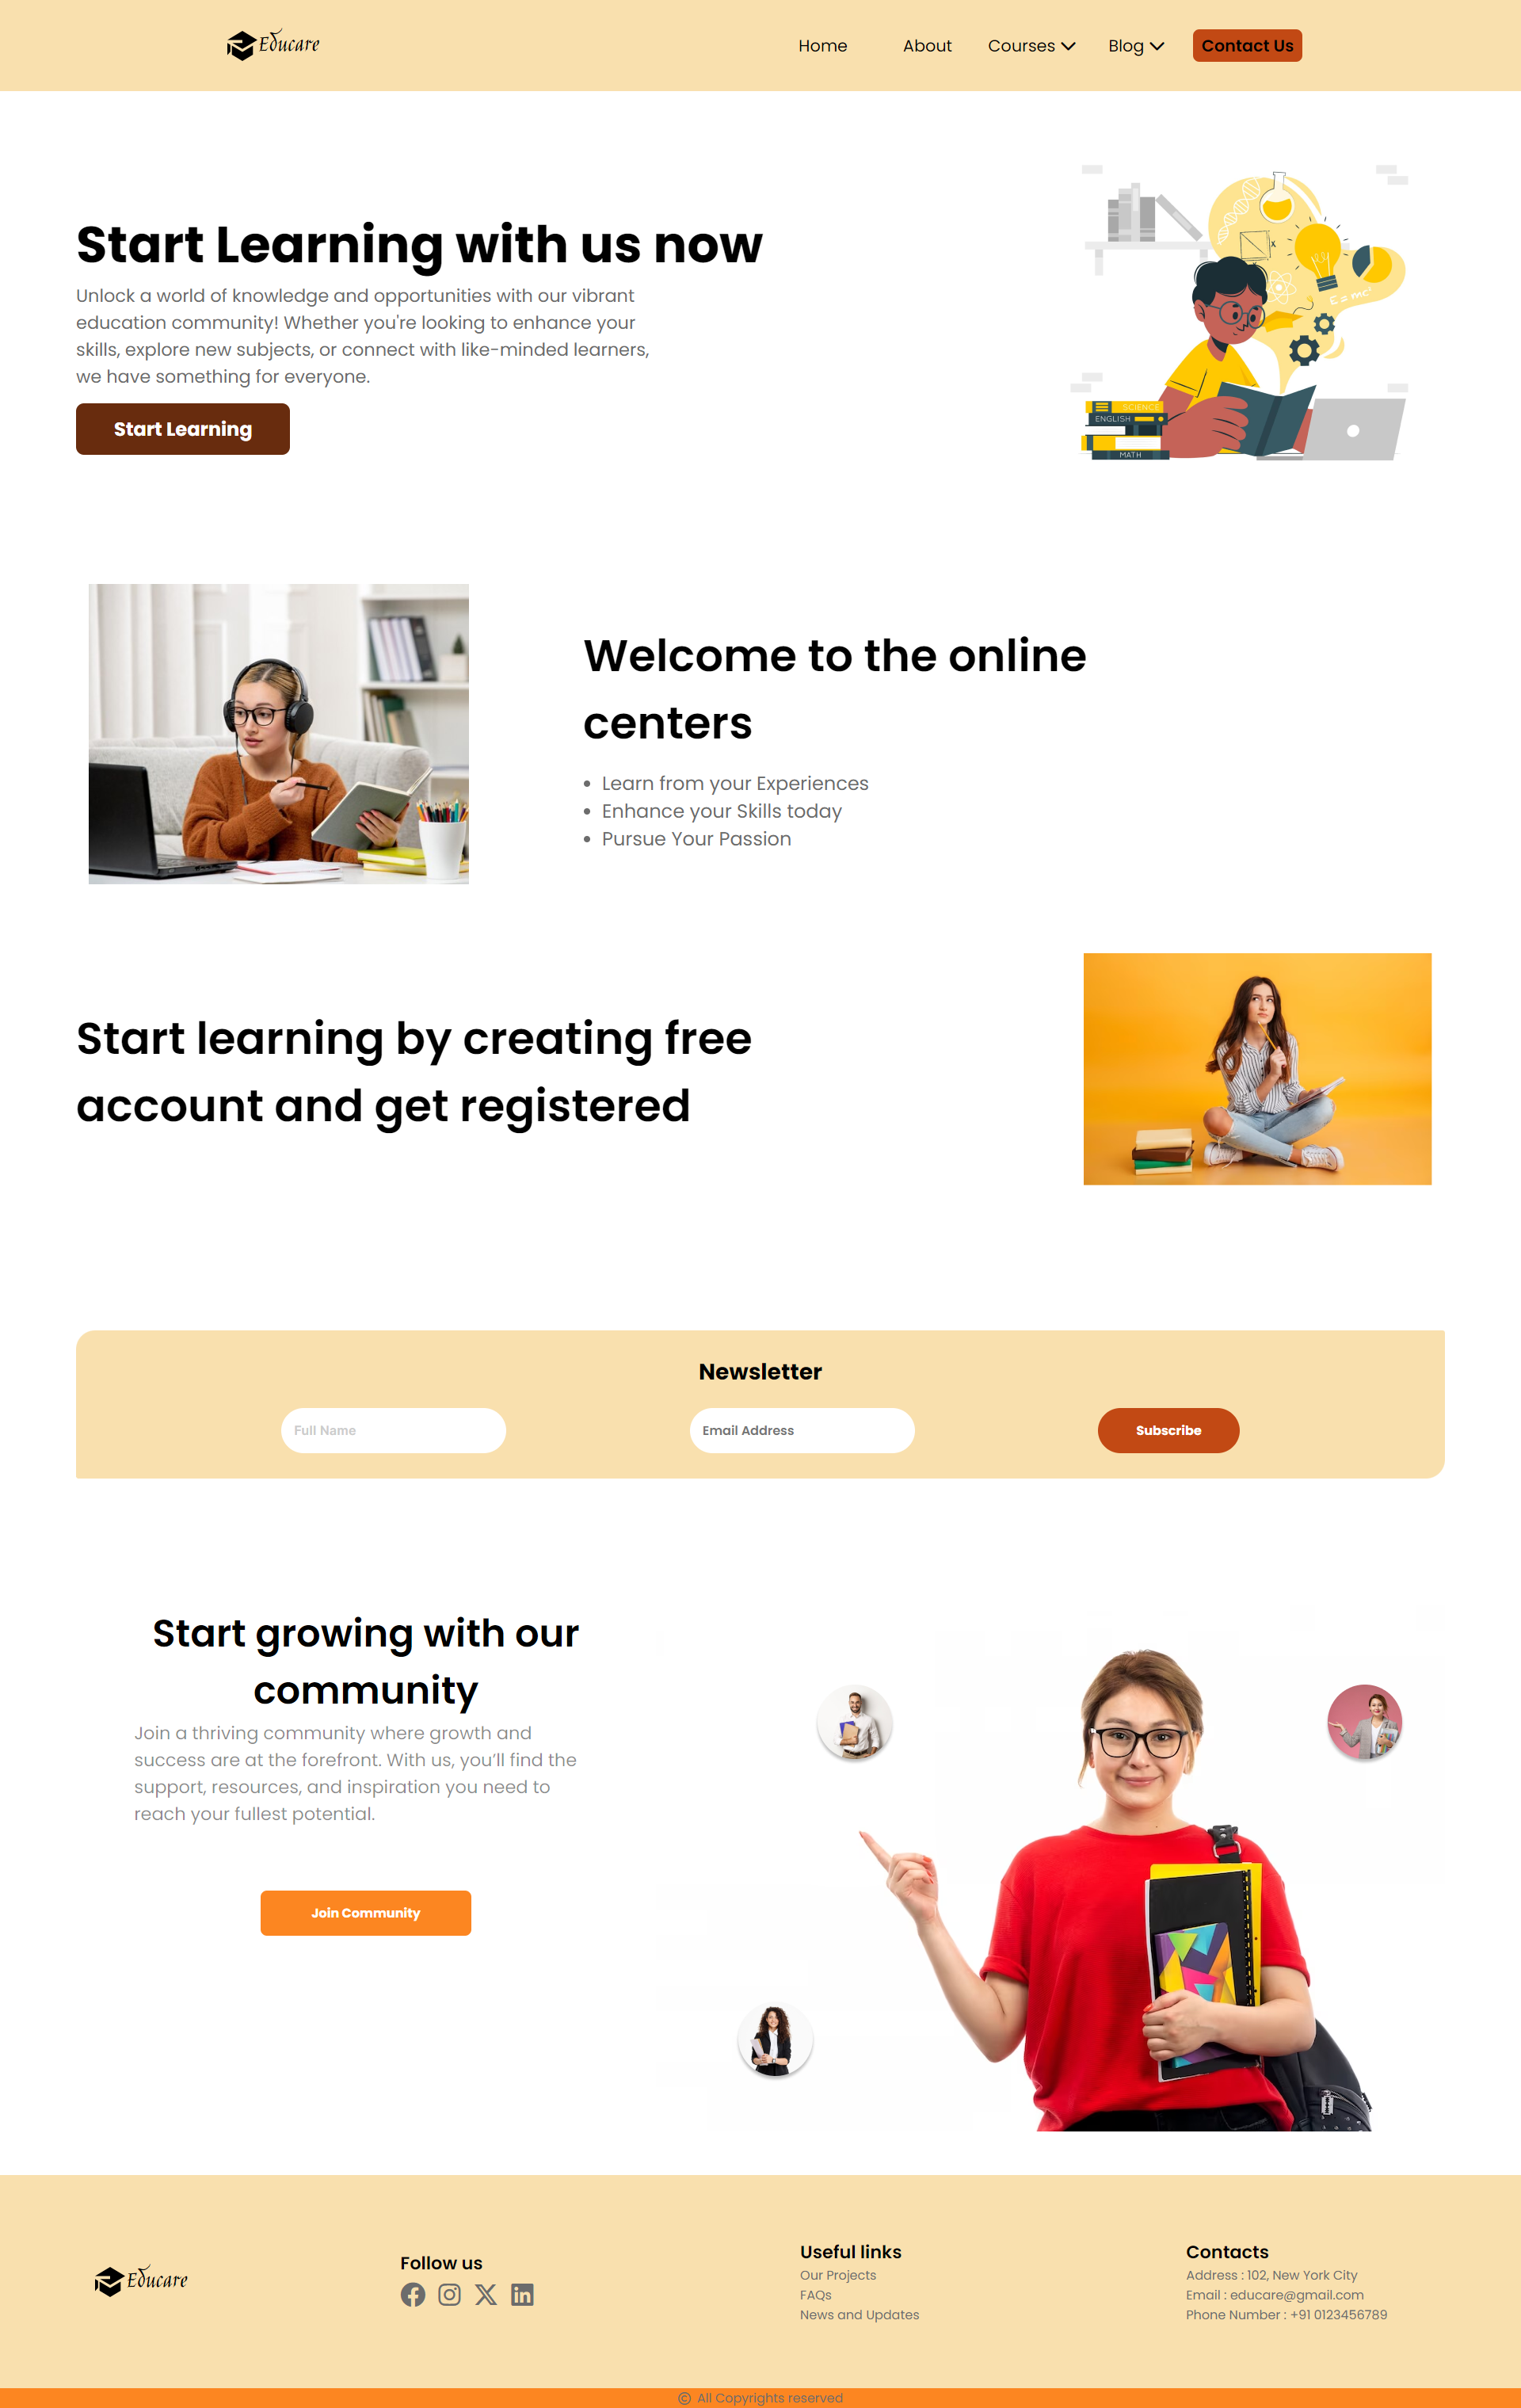 Educare
Home About Courses Blog Contact Us
Start Learning with us now
Unlock a world of knowledge and opportunities with our vibrant
education community! Whether you're looking to enhance your
skills, explore new subjects, or connect with like-minded learners,
we have something for everyone.
Start Learning
x
E = mc²
SCIENCE
ENGLISH
MATH
Welcome to the online
centers
• Learn from your Experiences
• Enhance your Skills today
• Pursue Your Passion
Start learning by creating free
account and get registered
Newsletter
Full Name Email Address Subscribe
Start growing with our
community
Join a thriving community where growth and
success are at the forefront. With us, you’ll find the
support, resources, and inspiration you need to
reach your fullest potential.
Join Community
Educare
Follow us
Useful links
Our Projects
FAQs
News and Updates
Contacts
Address : 102, New York City
Email : educare@gmail.com
Phone Number : +91 0123456789
© All Copyrights reserved